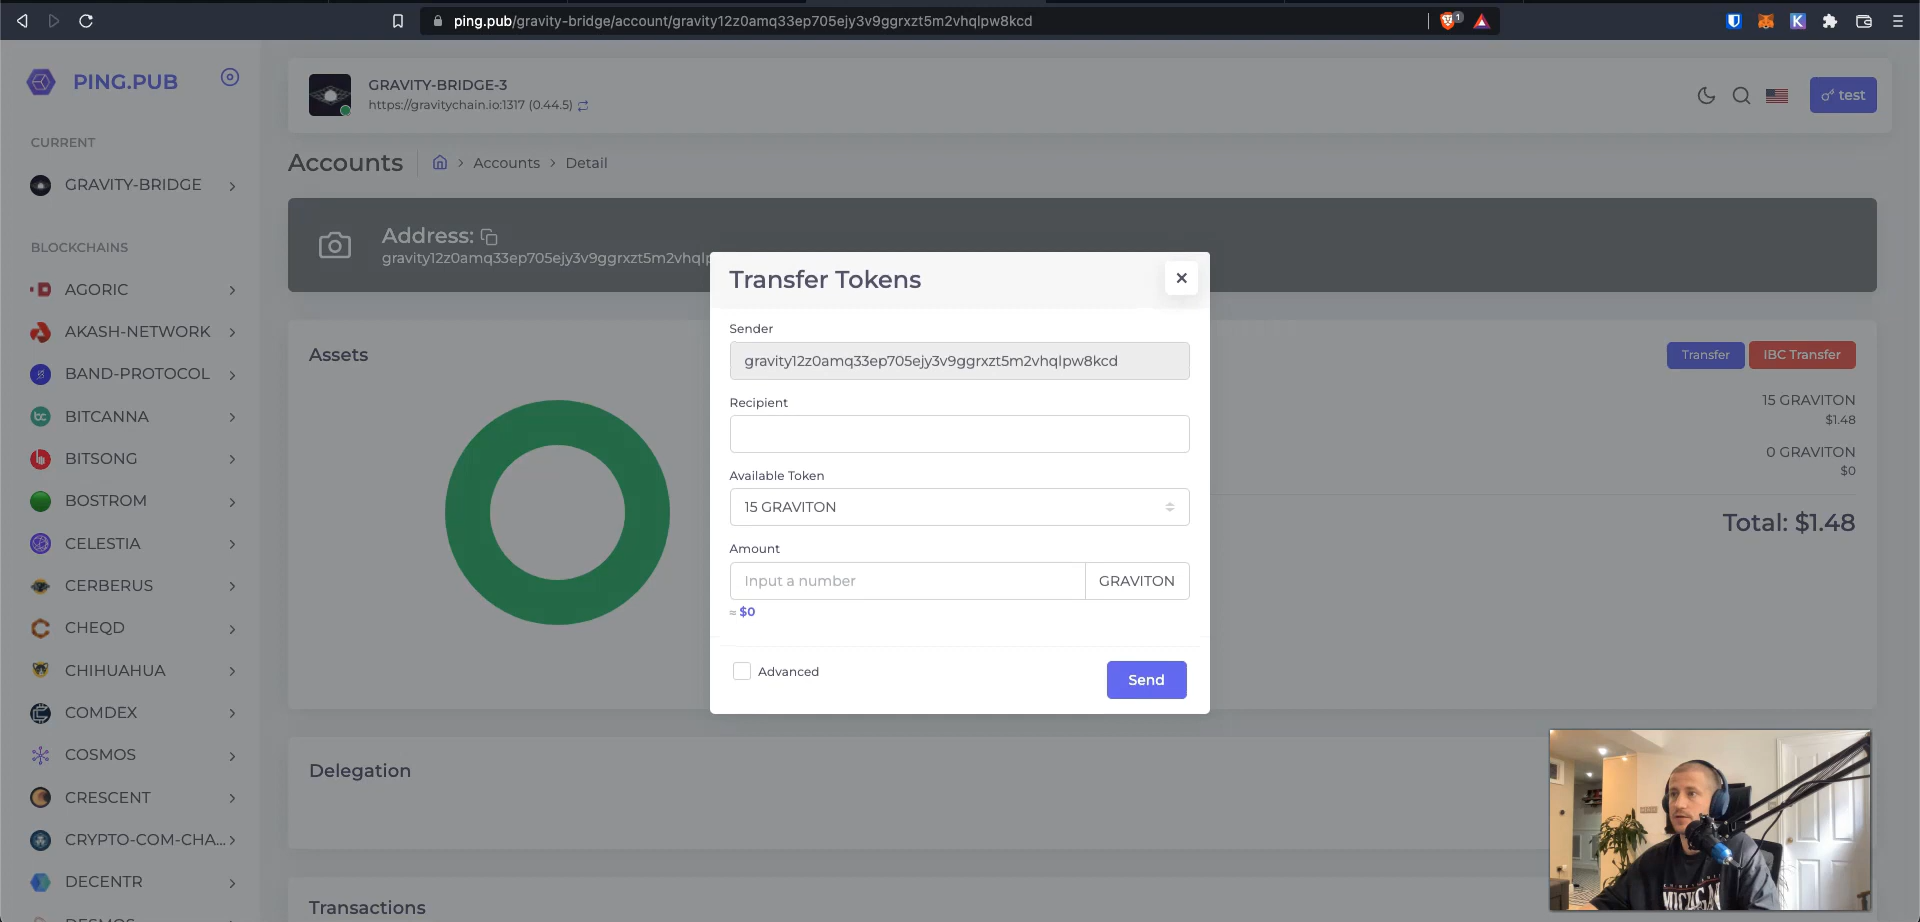 ping.pub/gravity-bridge/account/gravity12z0amq33ep705ejy3v9ggrxzt5m2vhqlpw8kcd
1
K
PING.PUB
CURRENT
GRAVITY-BRIDGE
BLOCKCHAINS
AGORIC
AKASH-NETWORK
BAND-PROTOCOL
BITCANNA
BITSONG
BOSTROM
CELESTIA
CERBERUS
CHEQD
CHIHUAHUA
COMDEX
COSMOS
CRESCENT
CRYPTO-COM-CHA...
DECENTR
DESMOS
GRAVITY-BRIDGE-3
https://gravitychain.io:1317 (0.44.5)
test
Accounts
Accounts
Detail
Address:
gravity12z0amq33ep705ejy3v9ggrxzt5m2vhqlp
Assets
Transfer
IBC Transfer
15 GRAVITON
$1.48
0 GRAVITON
$0
Total: $1.48
Transfer Tokens
Sender
gravity12z0amq33ep705ejy3v9ggrxzt5m2vhqlpw8kcd
Recipient
Available Token
15 GRAVITON
Amount
Input a number
GRAVITON
≈ $0
Advanced
Send
Delegation
Transactions